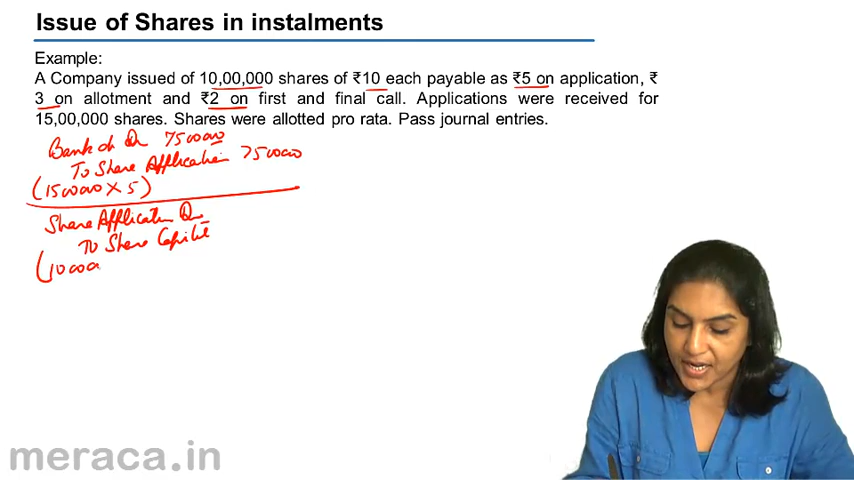 Issue of Shares in instalments
Example:
A Company issued of 10,00,000 shares of ₹10 each payable as ₹5 on application, ₹
3 on allotment and ₹2 on first and final call. Applications were received for
15,00,000 shares. Shares were allotted pro rata. Pass journal entries.
Bank a/c Dr 7500000
To Share Application 7500000
(1500000 × 5)
Share Application Dr
To Share Capital
(10000
meraca.in